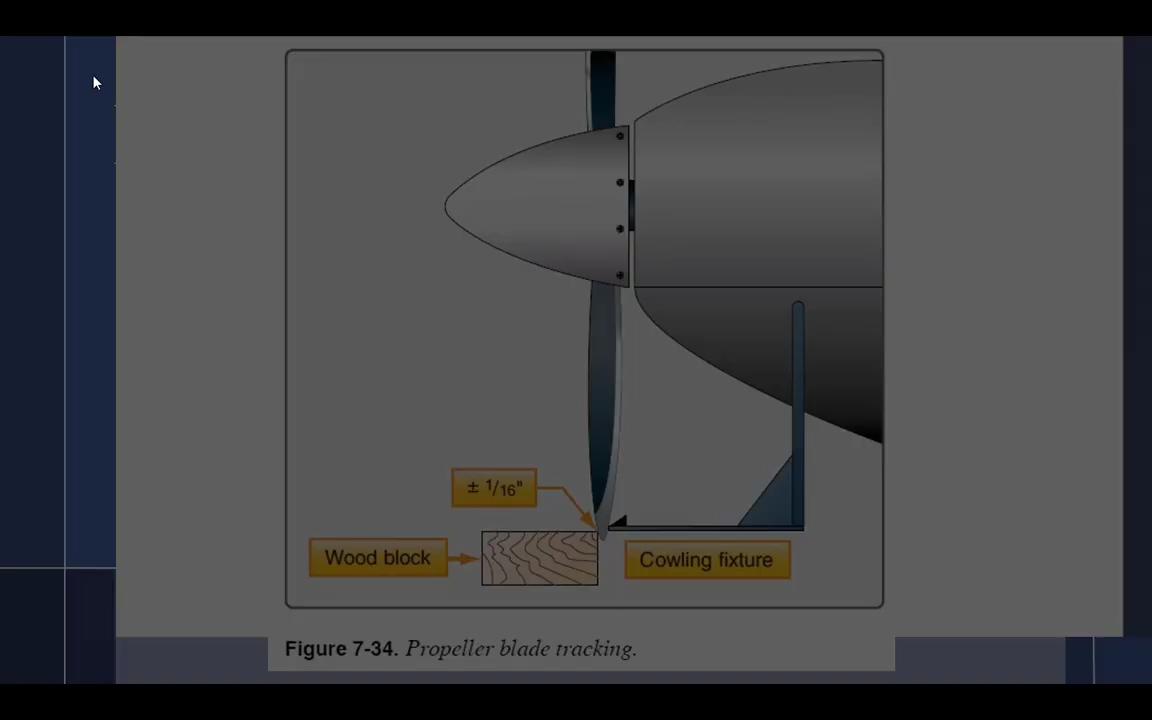 ± 1/16"
Wood block
Cowling fixture
Figure 7-34. Propeller blade tracking.